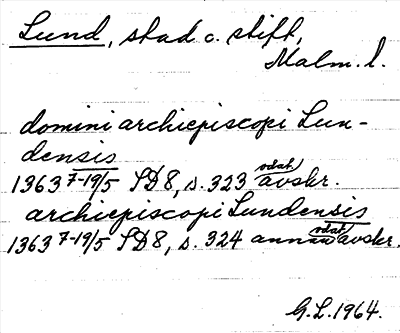 Lund, stad o. stift,
Malm. l.
domini archiepiscopi Lun-
densis
1363 7-19/5 SD 8, s. 323 odat. avskr.
archiepiscopi Lundensis
1363 7-19/5 SD 8, s. 324 annan odat. avskr.
G.L. 1964.